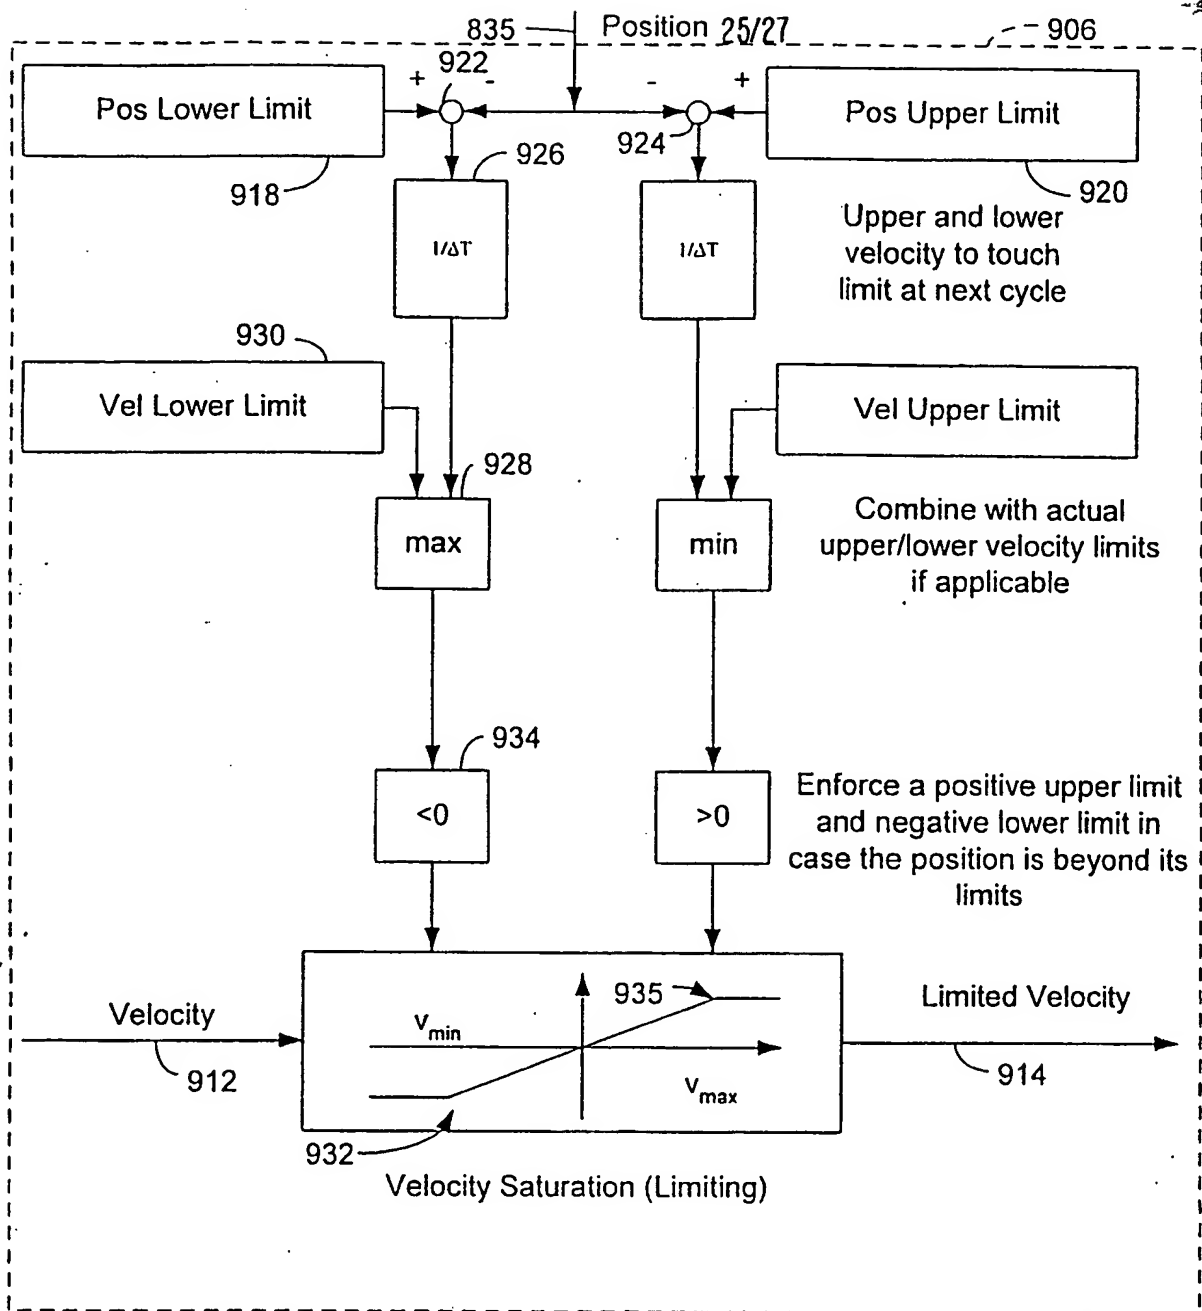 835 Position 25/27 906
+ 922 - - +
Pos Lower Limit
Pos Upper Limit
924
926
918
920
1/ΔT
1/ΔT
Upper and lower
velocity to touch
limit at next cycle
930
Vel Lower Limit
Vel Upper Limit
928
max
min
Combine with actual
upper/lower velocity limits
if applicable
934
<0
>0
Enforce a positive upper limit
and negative lower limit in
case the position is beyond its
limits
Velocity
912
935
Vmin
Vmax
932
Limited Velocity
914
Velocity Saturation (Limiting)